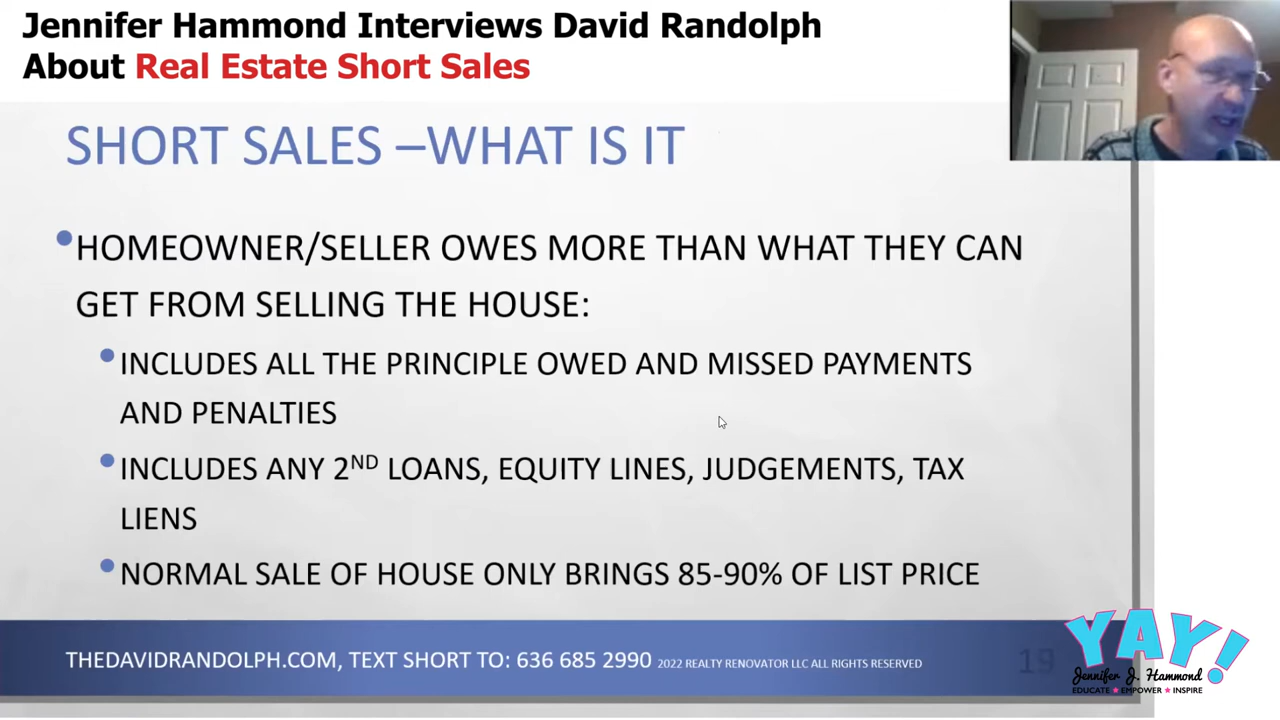 Jennifer Hammond Interviews David Randolph
About Real Estate Short Sales
SHORT SALES –WHAT IS IT
•HOMEOWNER/SELLER OWES MORE THAN WHAT THEY CAN
GET FROM SELLING THE HOUSE:
•INCLUDES ALL THE PRINCIPLE OWED AND MISSED PAYMENTS
AND PENALTIES
•INCLUDES ANY 2ND LOANS, EQUITY LINES, JUDGEMENTS, TAX
LIENS
•NORMAL SALE OF HOUSE ONLY BRINGS 85-90% OF LIST PRICE
THEDAVIDRANDOLPH.COM, TEXT SHORT TO: 636 685 2990 2022 REALTY RENOVATOR LLC ALL RIGHTS RESERVED
19
YAY!
Jennifer J. Hammond
EDUCATE ★ EMPOWER ★ INSPIRE